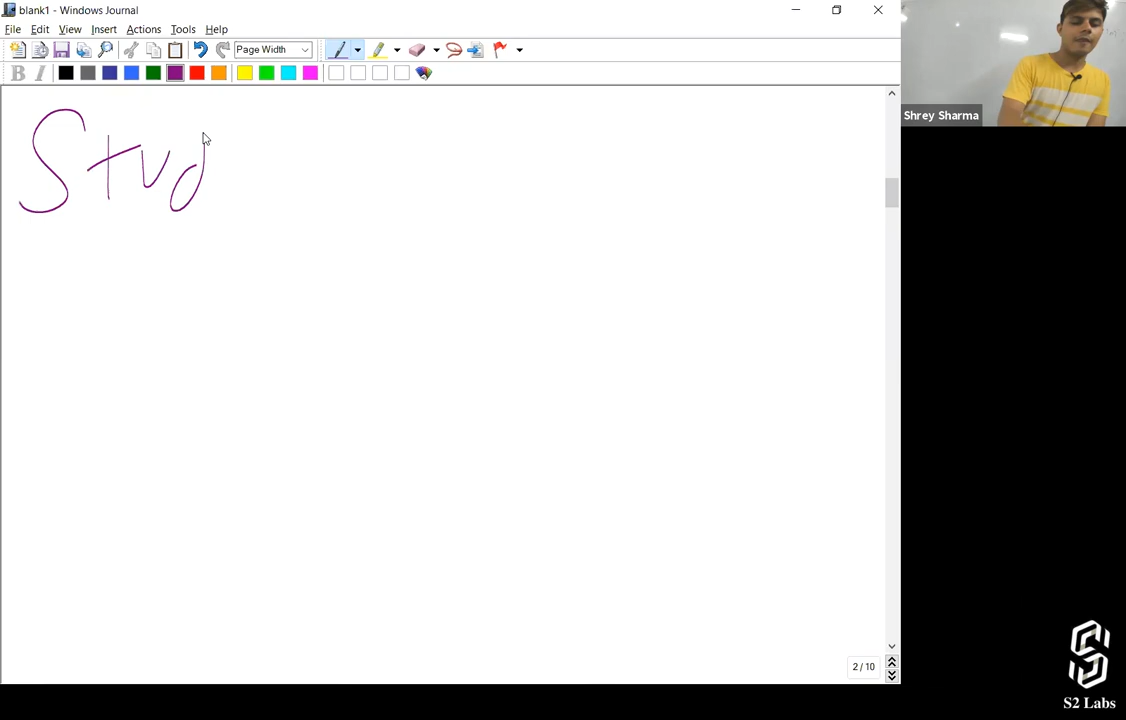 blank1 - Windows Journal
File Edit View Insert Actions Tools Help
Page Width
B I
Stud
Shrey Sharma
2 / 10
S2 Labs